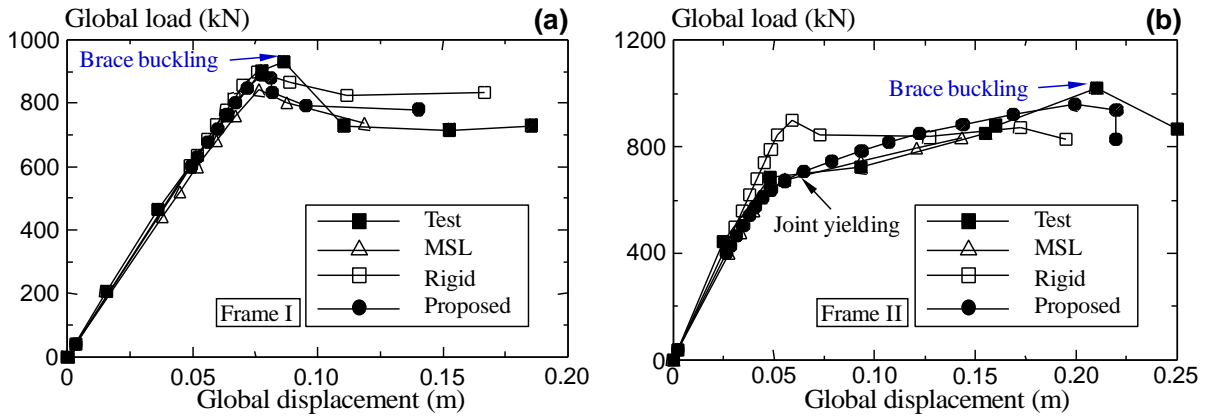 Global load (kN)
(a)
1000
800
600
400
200
0
Brace buckling
Test
MSL
Rigid
Proposed
Frame I
0
0.05
0.10
0.15
0.20
Global displacement (m)
Global load (kN)
(b)
1200
800
400
0
Brace buckling
Joint yielding
Test
MSL
Rigid
Proposed
Frame II
0
0.05
0.10
0.15
0.20
0.25
Global displacement (m)